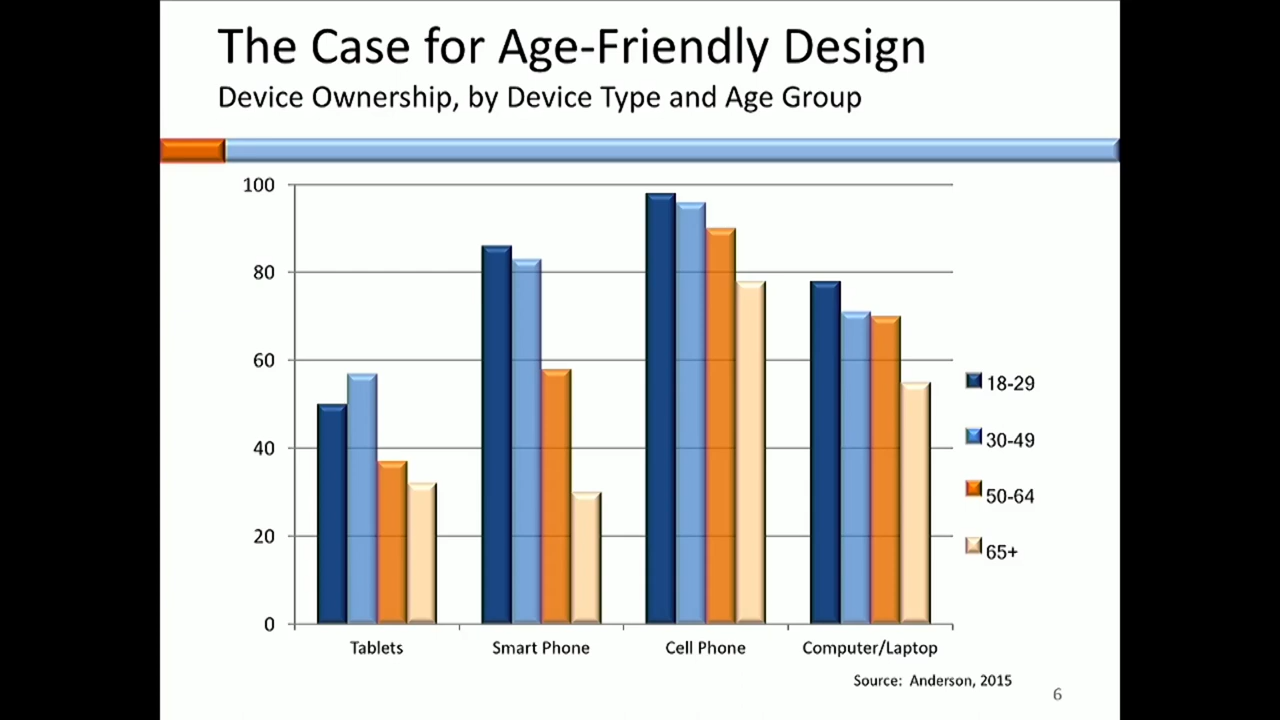 The Case for Age-Friendly Design
Device Ownership, by Device Type and Age Group
100
80
60
40
20
0
Tablets
Smart Phone
Cell Phone
Computer/Laptop
18-29
30-49
50-64
65+
Source: Anderson, 2015
6